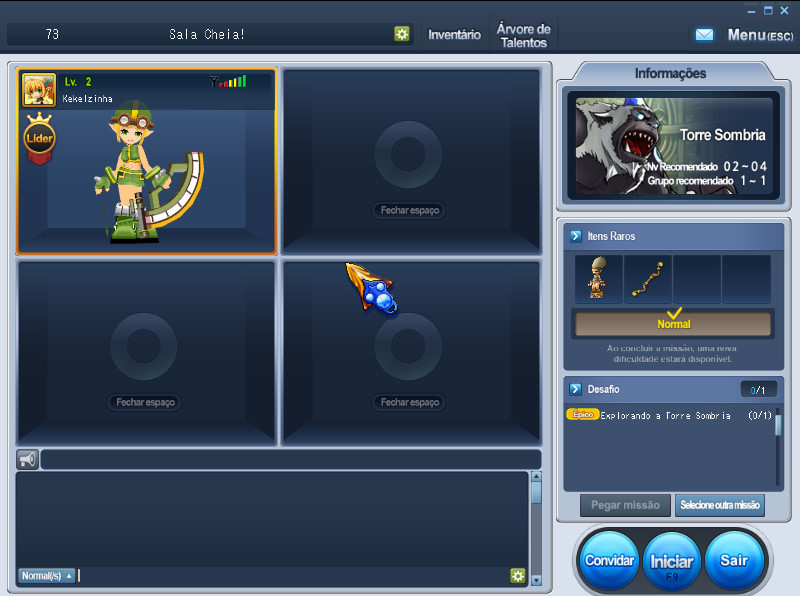 73
Sala Cheia!
Inventário
Árvore de
Talentos
Menu(ESC)
Lv. 2
Kekelzinha
Líder
Fechar espaço
Fechar espaço
Fechar espaço
Informações
Torre Sombria
Nv Recomendado 02~04
Grupo recomendado 1~1
Itens Raros
Normal
Ao concluir a missão, uma nova
dificuldade estará disponível.
Desafio
0/1
Épico Explorando a Torre Sombria (0/1)
Pegar missão
Selecione outra missão
Normal(/s)
Convidar
Iniciar
F9
Sair